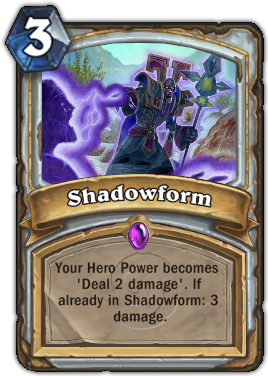 3
Shadowform
Your Hero Power becomes
'Deal 2 damage'. If
already in Shadowform: 3
damage.